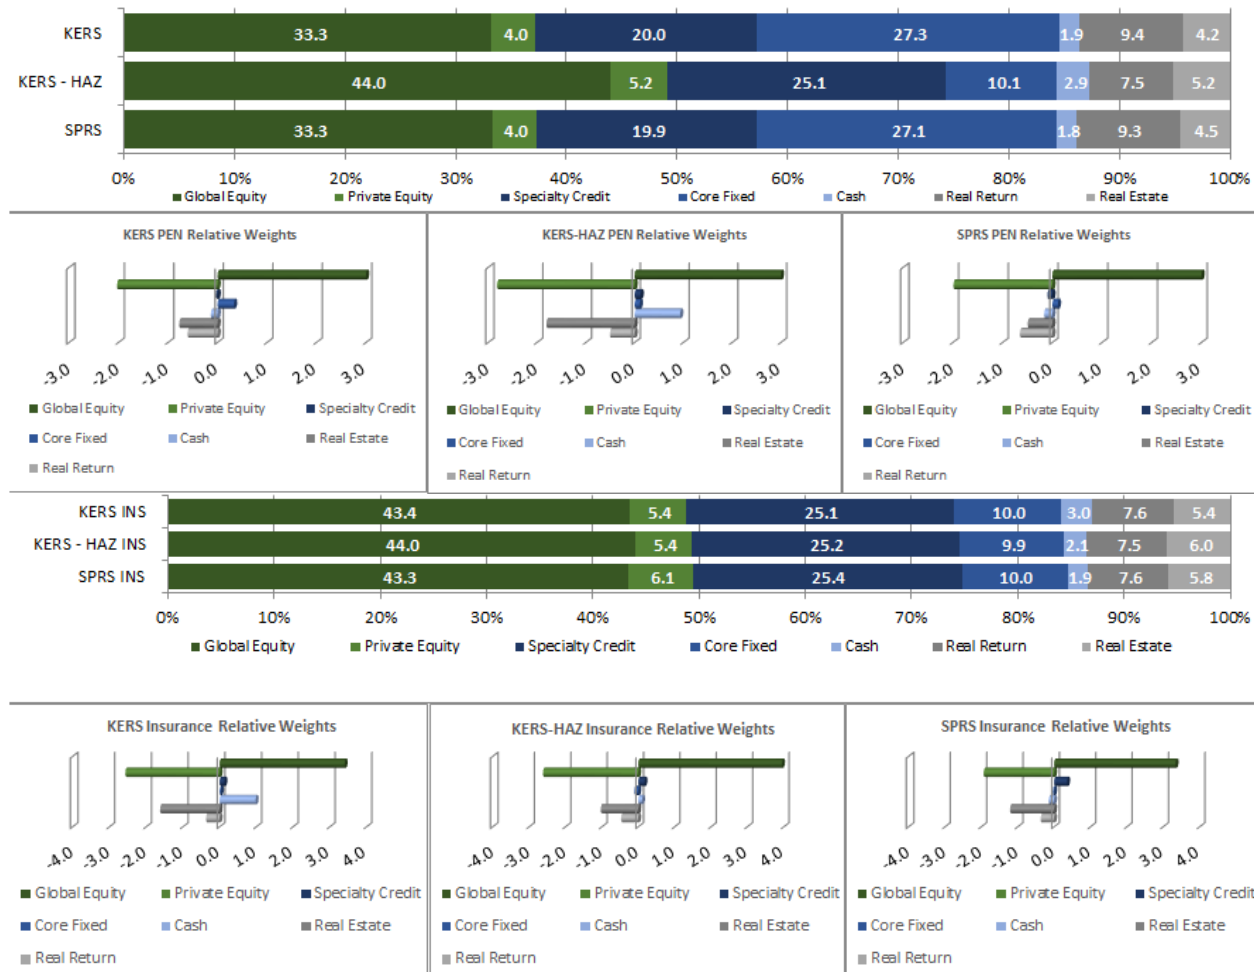 KERS 33.3 4.0 20.0 27.3 1.9 9.4 4.2
KERS - HAZ 44.0 5.2 25.1 10.1 2.9 7.5 5.2
SPRS 33.3 4.0 19.9 27.1 1.8 9.3 4.5
0% 10% 20% 30% 40% 50% 60% 70% 80% 90% 100%
Global Equity Private Equity Specialty Credit Core Fixed Cash Real Return Real Estate
KERS PEN Relative Weights
-3.0 -2.0 -1.0 0.0 1.0 2.0 3.0
Global Equity Private Equity Specialty Credit
Core Fixed Cash Real Estate
Real Return
KERS-HAZ PEN Relative Weights
-3.0 -2.0 -1.0 0.0 1.0 2.0 3.0
Global Equity Private Equity Specialty Credit
Core Fixed Cash Real Estate
Real Return
SPRS PEN Relative Weights
-3.0 -2.0 -1.0 0.0 1.0 2.0 3.0
Global Equity Private Equity Specialty Credit
Core Fixed Cash Real Estate
Real Return
KERS INS 43.4 5.4 25.1 10.0 3.0 7.6 5.4
KERS - HAZ INS 44.0 5.4 25.2 9.9 2.1 7.5 6.0
SPRS INS 43.3 6.1 25.4 10.0 1.9 7.6 5.8
0% 10% 20% 30% 40% 50% 60% 70% 80% 90% 100%
Global Equity Private Equity Specialty Credit Core Fixed Cash Real Return Real Estate
KERS Insurance Relative Weights
-4.0 -3.0 -2.0 -1.0 0.0 1.0 2.0 3.0 4.0
Global Equity Private Equity Specialty Credit
Core Fixed Cash Real Estate
Real Return
KERS-HAZ Insurance Relative Weights
-4.0 -3.0 -2.0 -1.0 0.0 1.0 2.0 3.0 4.0
Global Equity Private Equity Specialty Credit
Core Fixed Cash Real Estate
Real Return
SPRS Insurance Relative Weights
-4.0 -3.0 -2.0 -1.0 0.0 1.0 2.0 3.0 4.0
Global Equity Private Equity Specialty Credit
Core Fixed Cash Real Estate
Real Return